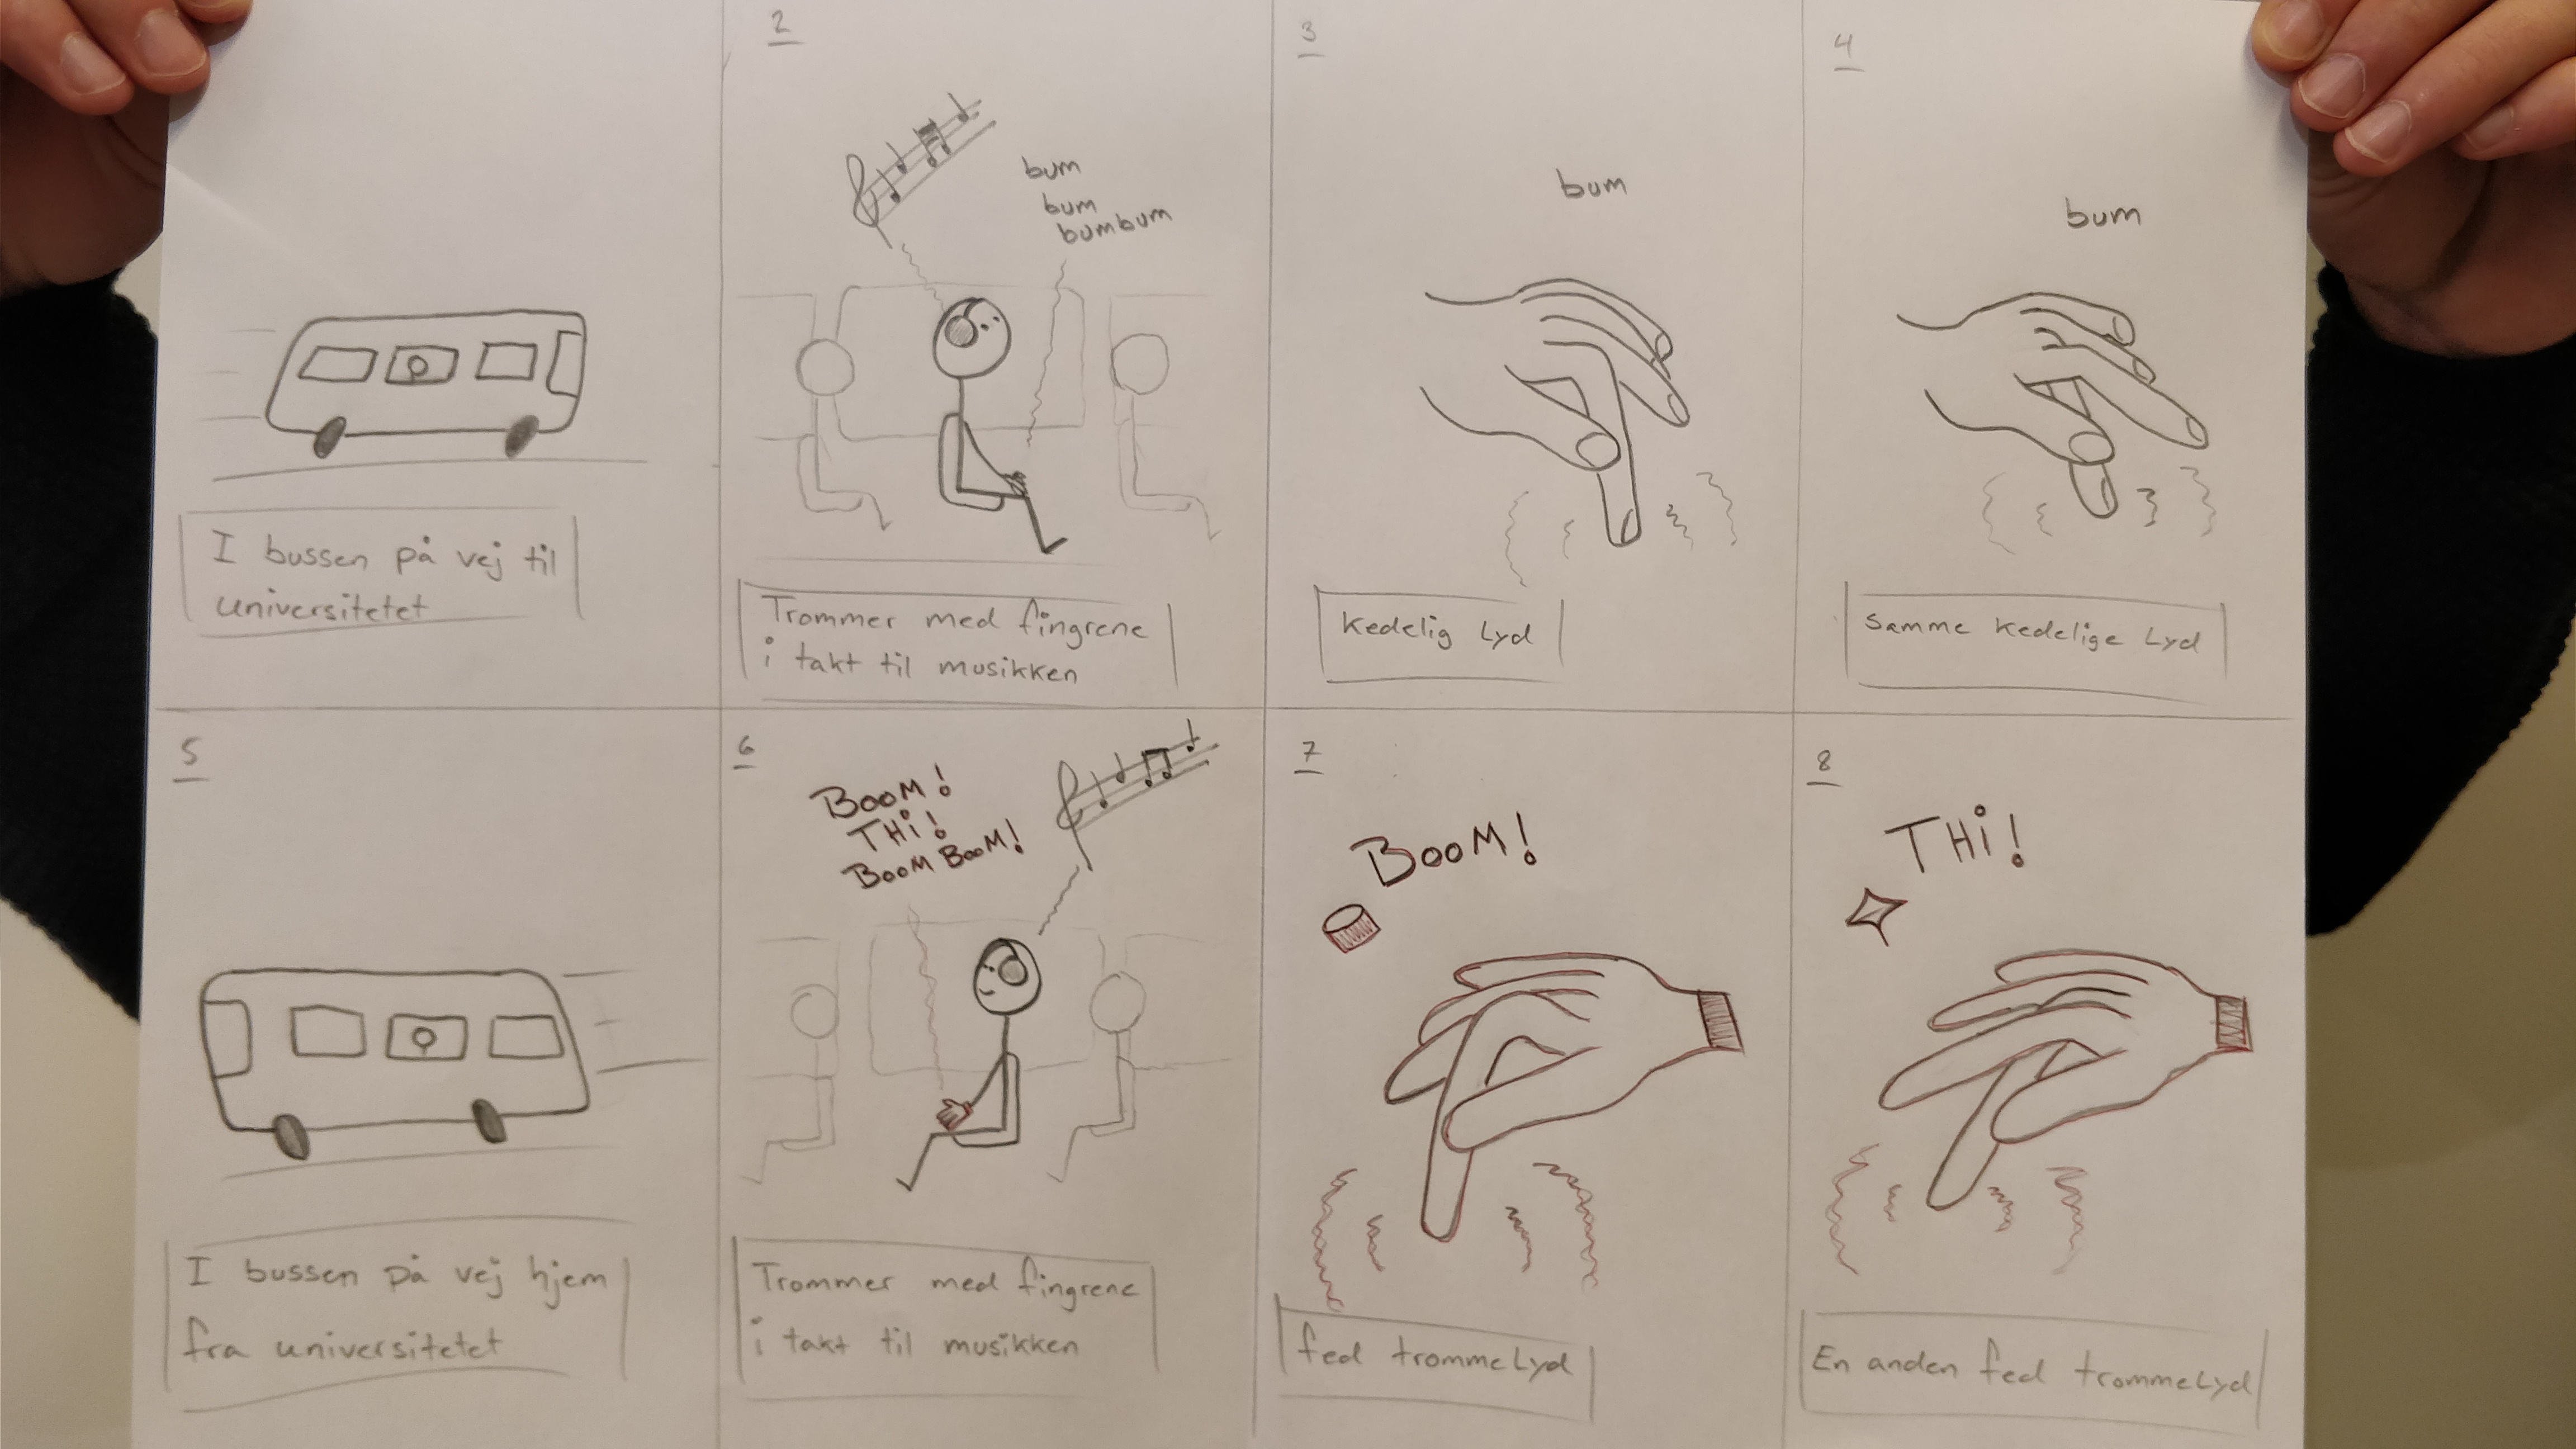 I bussen på vej til
universitetet
2
bum
bum
bumbum
Trommer med fingrene
i takt til musikken
3
bum
Kedelig Lyd
4
bum
Samme Kedelige Lyd
5
I bussen på vej hjem
fra universitetet
6
BOOM!
THi!
BOOM BOOM!
Trommer med fingrene
i takt til musikken
7
BOOM!
fed trommeLyd
8
THi!
En anden fed trommeLyd